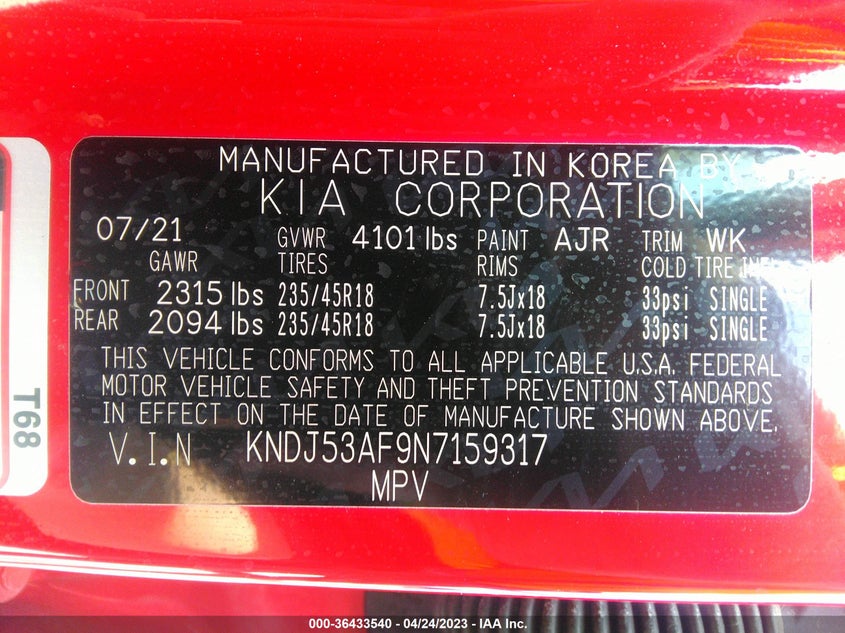 MANUFACTURED IN KOREA BY
KIA CORPORATION
07/21 GVWR 4101 lbs PAINT AJR TRIM WK
GAWR TIRES RIMS COLD TIRE INFL
FRONT 2315 lbs 235/45R18 7.5Jx18 33psi SINGLE
REAR 2094 lbs 235/45R18 7.5Jx18 33psi SINGLE
THIS VEHICLE CONFORMS TO ALL APPLICABLE U.S.A. FEDERAL
MOTOR VEHICLE SAFETY AND THEFT PREVENTION STANDARDS
IN EFFECT ON THE DATE OF MANUFACTURE SHOWN ABOVE.
V.I.N KNDJ53AF9N7159317
MPV
T68
000-36433540 - 04/24/2023 - IAA Inc.